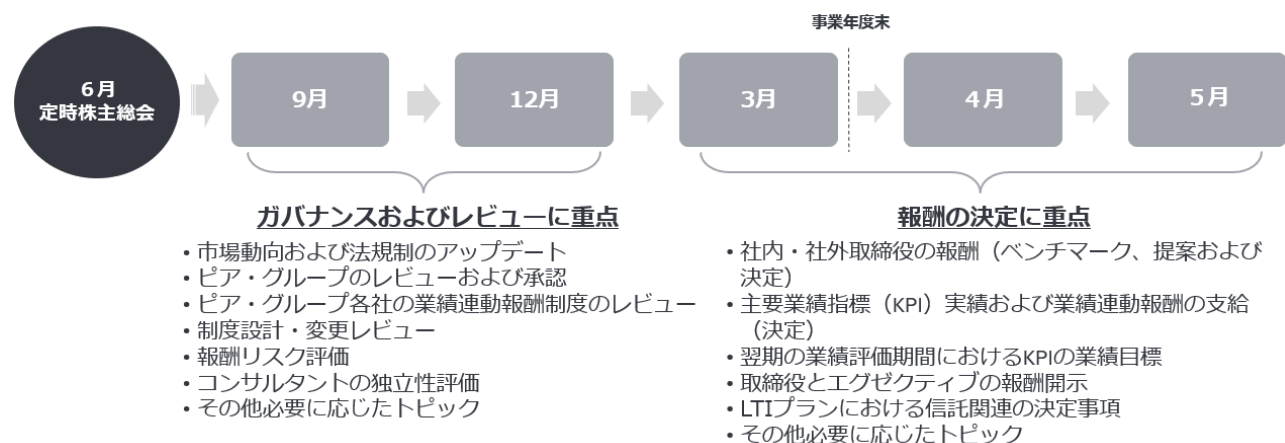 事業年度末
6月
定時株主総会
9月
12月
3月
4月
5月
ガバナンスおよびレビューに重点
・市場動向および法規制のアップデート
・ピア・グループのレビューおよび承認
・ピア・グループ各社の業績連動報酬制度のレビュー
・制度設計・変更レビュー
・報酬リスク評価
・コンサルタントの独立性評価
・その他必要に応じたトピック
報酬の決定に重点
・社内・社外取締役の報酬（ベンチマーク、提案および
決定）
・主要業績指標（KPI）実績および業績連動報酬の支給
（決定）
・翌期の業績評価期間におけるKPIの業績目標
・取締役とエグゼクティブの報酬開示
・LTIプランにおける信託関連の決定事項
・その他必要に応じたトピック